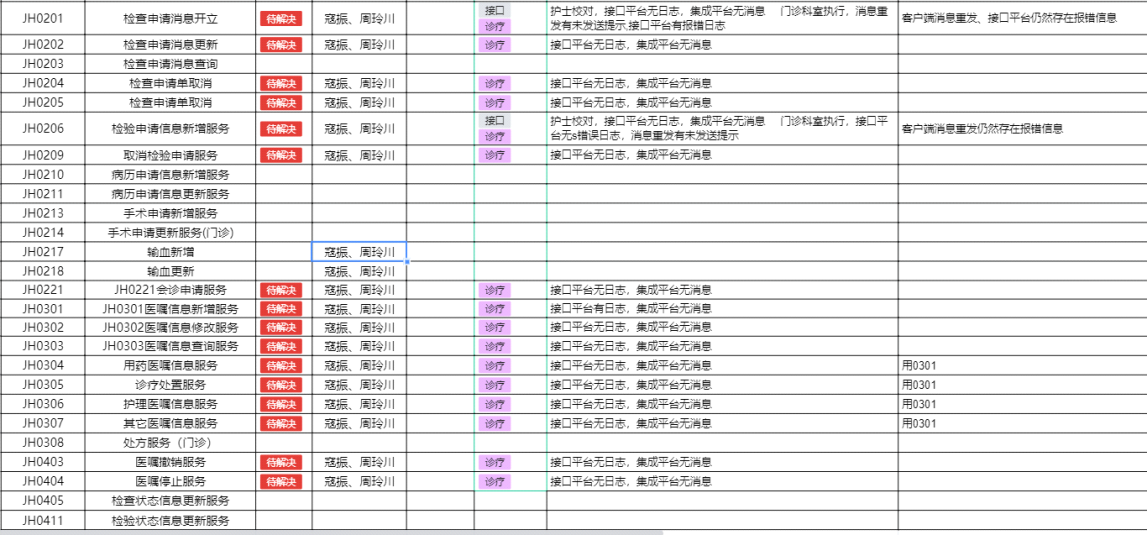 JH0201 检查申请消息开立 待解决 寇振、周玲川 接口 诊疗 护士校对，接口平台无日志，集成平台无消息 门诊科室执行，消息重发有未发送提示,接口平台有报错日志 客户端消息重发、接口平台仍然存在报错信息
JH0202 检查申请消息更新 待解决 寇振、周玲川 诊疗 接口平台无日志，集成平台无消息
JH0203 检查申请消息查询
JH0204 检查申请单取消 待解决 寇振、周玲川 诊疗 接口平台无日志，集成平台无消息
JH0205 检查申请单取消 待解决 寇振、周玲川 诊疗 接口平台无日志，集成平台无消息
JH0206 检验申请信息新增服务 待解决 寇振、周玲川 接口 诊疗 护士校对，接口平台无日志，集成平台无消息 门诊科室执行，接口平台无s错误日志，消息重发有未发送提示 客户端消息重发仍然存在报错信息
JH0209 取消检验申请服务 待解决 寇振、周玲川 诊疗 接口平台无日志，集成平台无消息
JH0210 病历申请信息新增服务
JH0211 病历申请信息更新服务
JH0213 手术申请新增服务
JH0214 手术申请更新服务(门诊)
JH0217 输血新增 寇振、周玲川
JH0218 输血更新 寇振、周玲川
JH0221 JH0221会诊申请服务 待解决 寇振、周玲川 诊疗 接口平台无日志，集成平台无消息
JH0301 JH0301医嘱信息新增服务 待解决 寇振、周玲川 诊疗 接口平台有日志，集成平台无消息
JH0302 JH0302医嘱信息修改服务 待解决 寇振、周玲川 诊疗 接口平台无日志，集成平台无消息
JH0303 JH0303医嘱信息查询服务 待解决 寇振、周玲川 诊疗 接口平台无日志，集成平台无消息
JH0304 用药医嘱信息服务 待解决 寇振、周玲川 诊疗 接口平台无日志，集成平台无消息 用0301
JH0305 诊疗处置服务 待解决 寇振、周玲川 诊疗 接口平台无日志，集成平台无消息 用0301
JH0306 护理医嘱信息服务 待解决 寇振、周玲川 诊疗 接口平台无日志，集成平台无消息 用0301
JH0307 其它医嘱信息服务 待解决 寇振、周玲川 诊疗 接口平台无日志，集成平台无消息 用0301
JH0308 处方服务（门诊）
JH0403 医嘱撤销服务 待解决 寇振、周玲川 诊疗 接口平台无日志，集成平台无消息
JH0404 医嘱停止服务 待解决 寇振、周玲川 诊疗 接口平台无日志，集成平台无消息
JH0405 检查状态信息更新服务
JH0411 检验状态信息更新服务